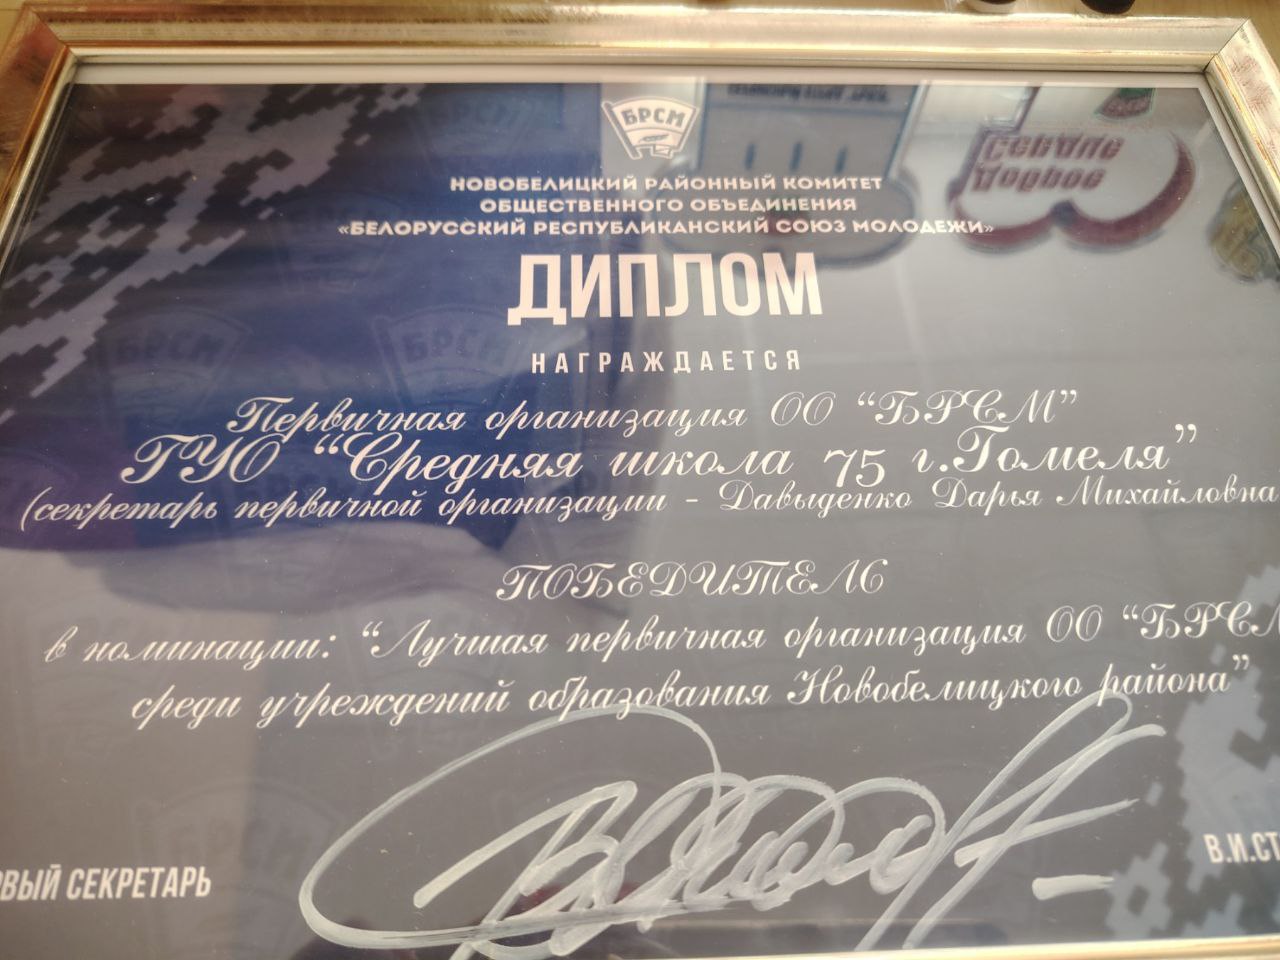 БРСМ
НОВОБЕЛИЦКИЙ РАЙОННЫЙ КОМИТЕТ
ОБЩЕСТВЕННОГО ОБЪЕДИНЕНИЯ
«БЕЛОРУССКИЙ РЕСПУБЛИКАНСКИЙ СОЮЗ МОЛОДЕЖИ»
ДИПЛОМ
НАГРАЖДАЕТСЯ
Первичная организация ОО “БРСМ”
ГУО “Средняя школа 75 г.Гомеля”
(секретарь первичной организации - Давыденко Дарья Михайловна
ПОБЕДИТЕЛЬ
в номинации: “Лучшая первичная организация ОО “БРСМ
среди учреждений образования Новобелицкого района”
СЕКРЕТАРЬ
В.И.